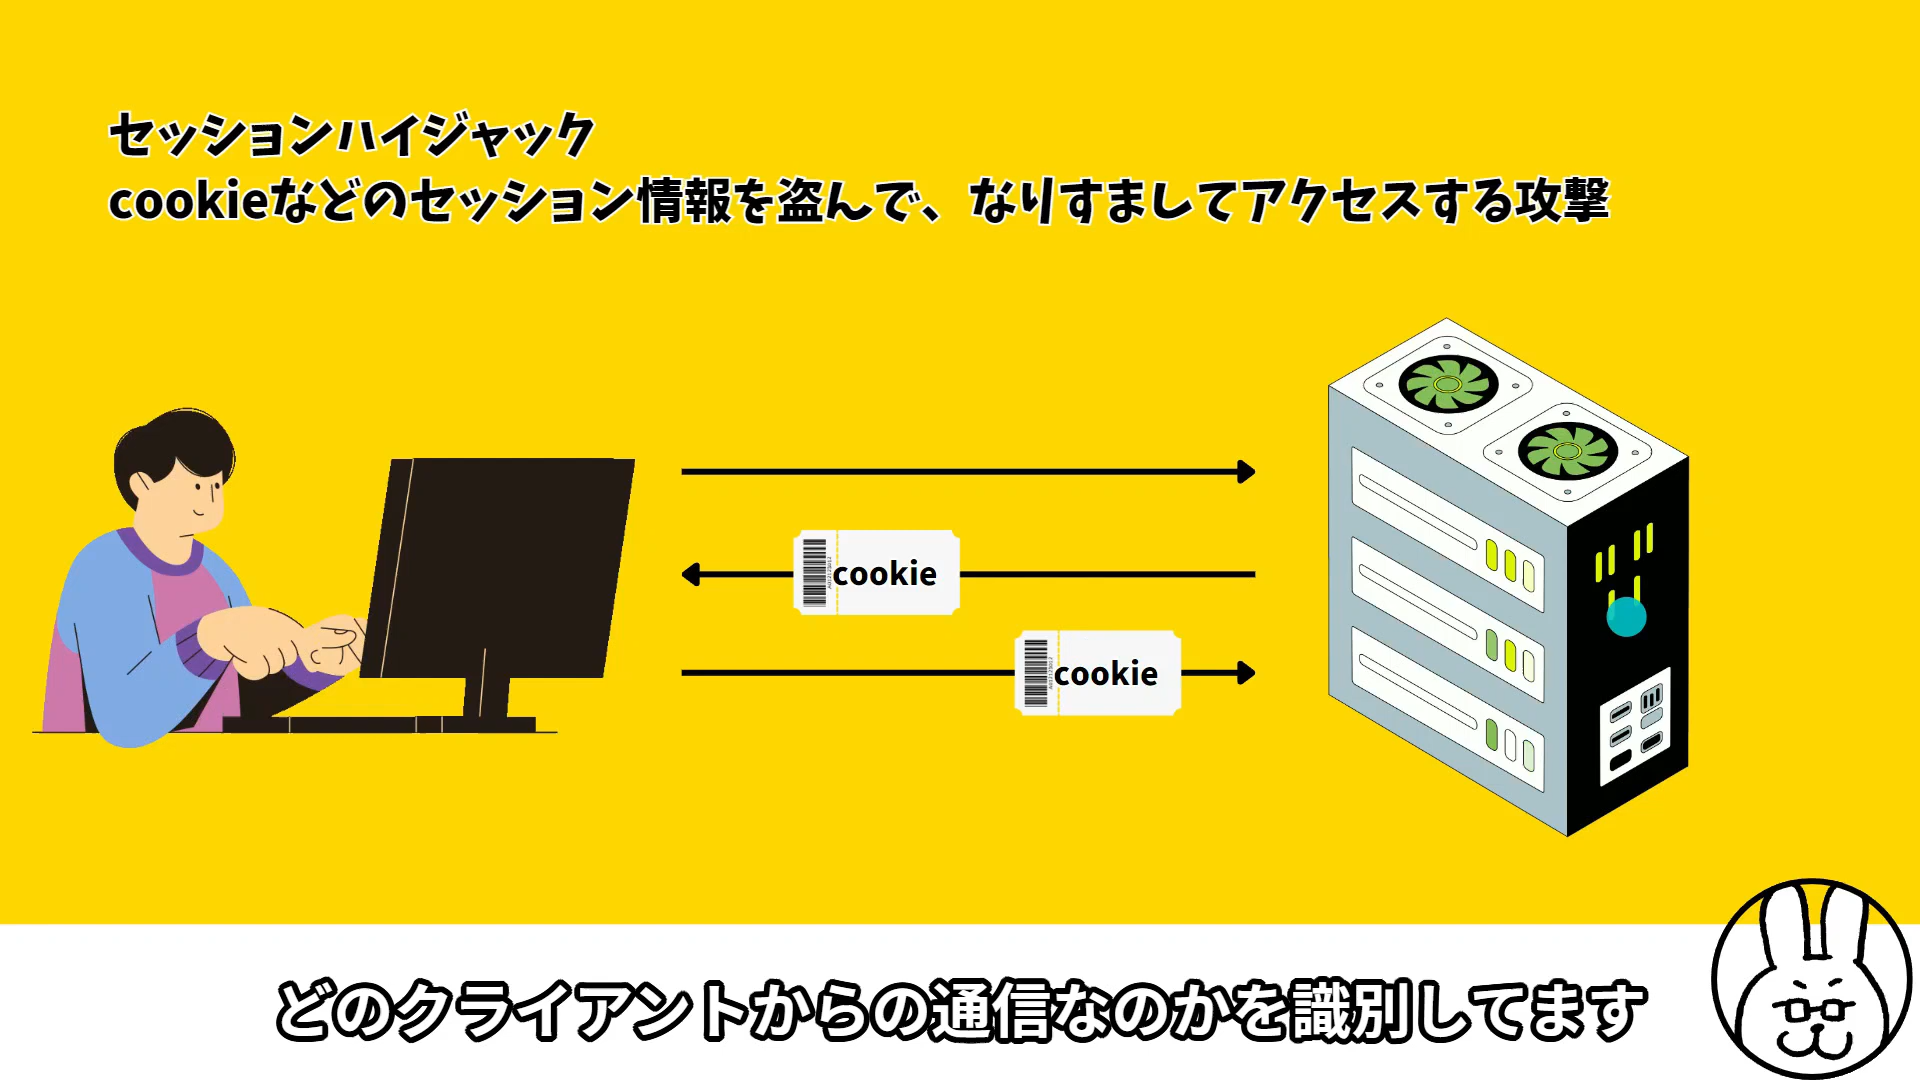 セッションハイジャック
cookieなどのセッション情報を盗んで、なりすましてアクセスする攻撃
cookie
cookie
どのクライアントからの通信なのかを識別してます